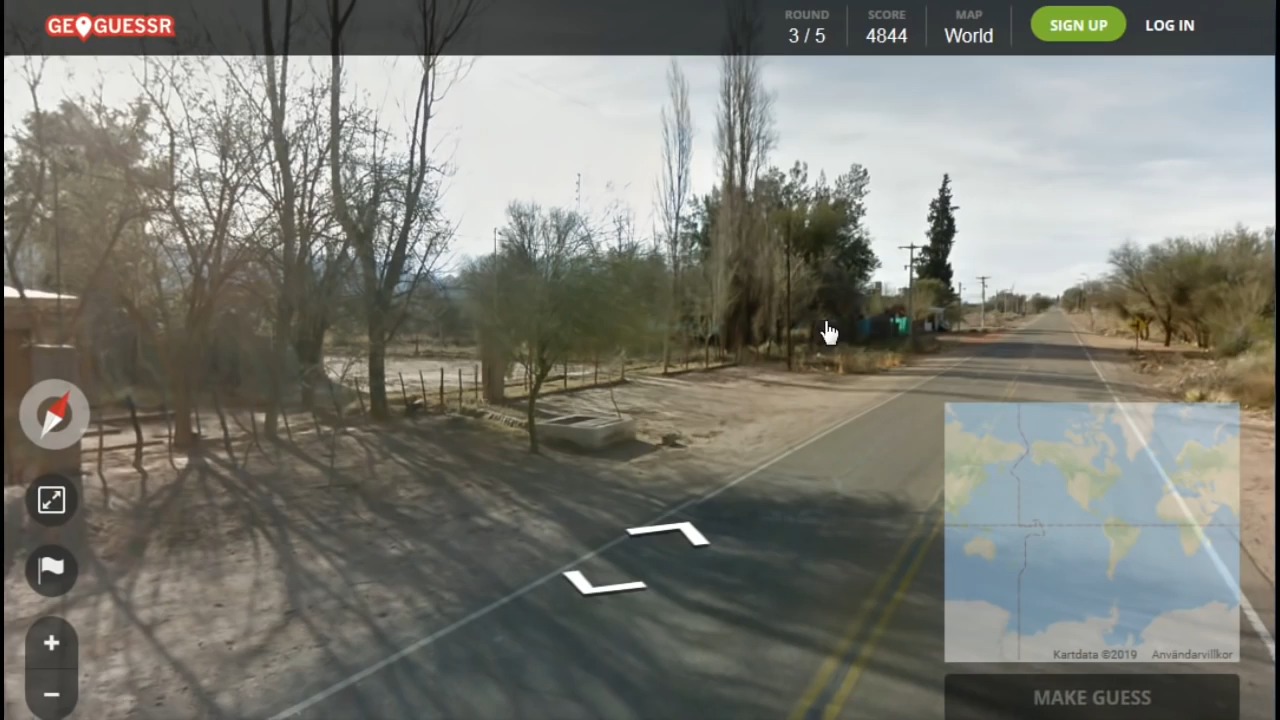 GEOGUESSR
ROUND
3 / 5
SCORE
4844
MAP
World
SIGN UP
LOG IN
Kartdata ©2019 Användarvillkor
MAKE GUESS